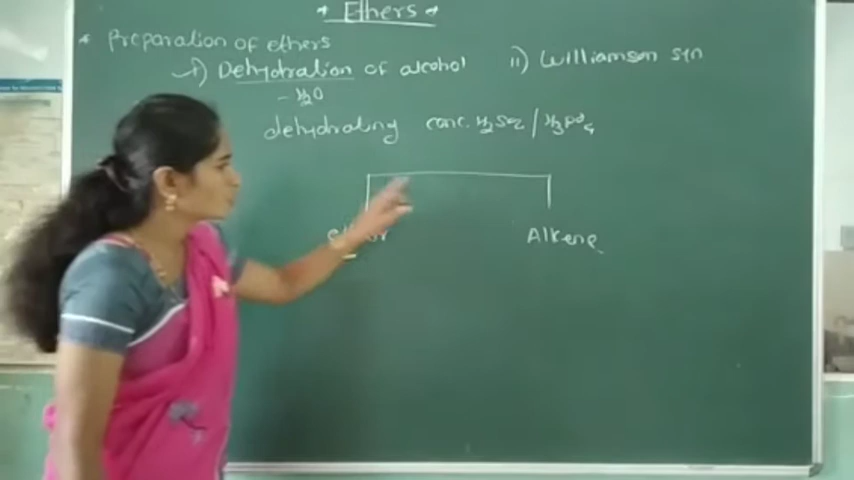 * Ethers *
* Preparation of ethers
i) Dehydration of alcohol ii) Williamson syn
- H2O
dehydrating conc. H2SO4 / H3PO4
Alkene